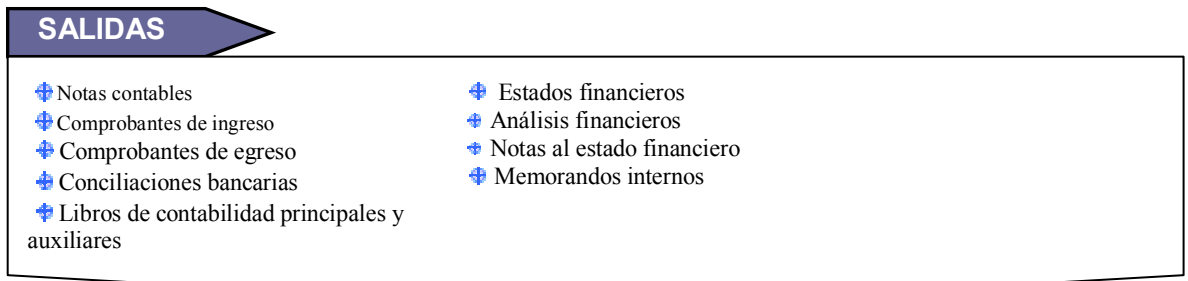 SALIDAS
Notas contables
Comprobantes de ingreso
Comprobantes de egreso
Conciliaciones bancarias
Libros de contabilidad principales y
auxiliares
Estados financieros
Análisis financieros
Notas al estado financiero
Memorandos internos